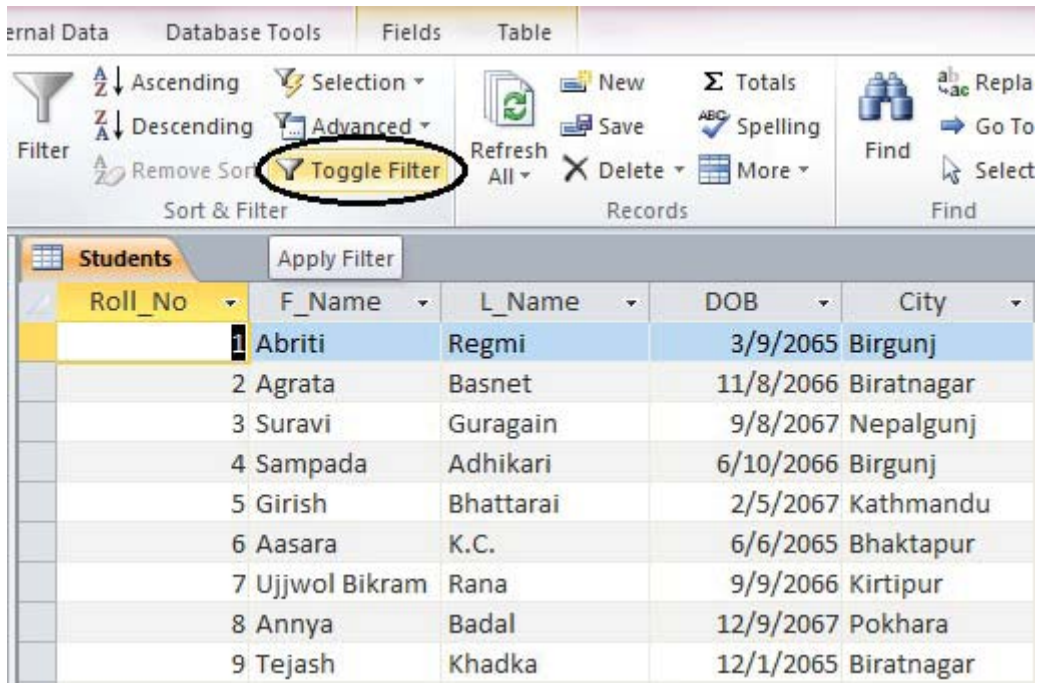 ernal Data Database Tools Fields Table
Ascending Selection New Totals Repla
Descending Advanced Save Spelling Go To
Filter Remove Sor Toggle Filter Refresh All Delete More Find Select
Sort & Filter Records Find
Students Apply Filter
Roll_No F_Name L_Name DOB City
1 Abriti Regmi 3/9/2065 Birgunj
2 Agrata Basnet 11/8/2066 Biratnagar
3 Suravi Guragain 9/8/2067 Nepalgunj
4 Sampada Adhikari 6/10/2066 Birgunj
5 Girish Bhattarai 2/5/2067 Kathmandu
6 Aasara K.C. 6/6/2065 Bhaktapur
7 Ujjwol Bikram Rana 9/9/2066 Kirtipur
8 Annya Badal 12/9/2067 Pokhara
9 Tejash Khadka 12/1/2065 Biratnagar